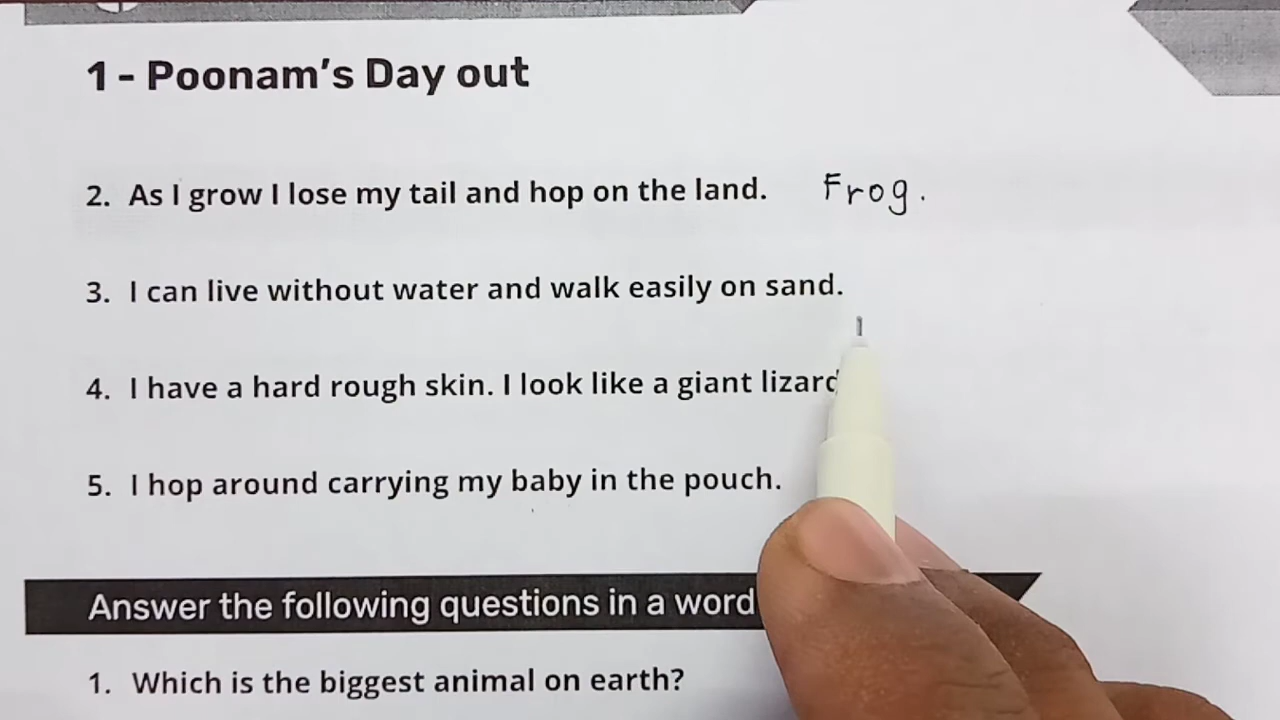 1 - Poonam's Day out
2. As I grow I lose my tail and hop on the land. Frog.
3. I can live without water and walk easily on sand.
4. I have a hard rough skin. I look like a giant lizard
5. I hop around carrying my baby in the pouch.
Answer the following questions in a word
1. Which is the biggest animal on earth?